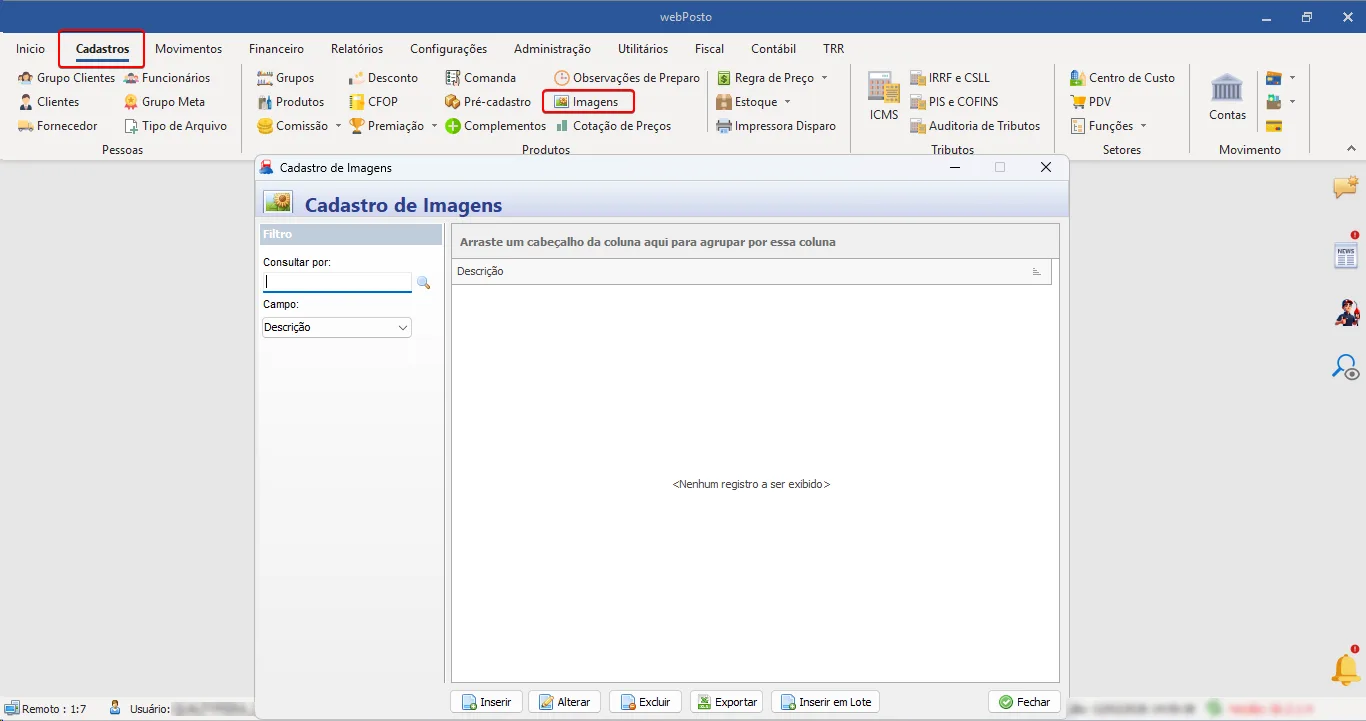 webPosto
Inicio Cadastros Movimentos Financeiro Relatórios Configurações Administração Utilitários Fiscal Contábil TRR
Grupo Clientes Funcionários Grupos Desconto Comanda Observações de Preparo Regra de Preço IRRF e CSLL Centro de Custo
Clientes Grupo Meta Produtos CFOP Pré-cadastro Imagens Estoque ICMS PIS e COFINS PDV Contas
Fornecedor Tipo de Arquivo Comissão Premiação Complementos Cotação de Preços Impressora Disparo Auditoria de Tributos Funções
Pessoas Produtos Tributos Setores Movimento
Cadastro de Imagens
Cadastro de Imagens
Filtro
Arraste um cabeçalho da coluna aqui para agrupar por essa coluna
Consultar por:
Descrição
NEWS
Campo:
Descrição
<Nenhum registro a ser exibido>
Inserir Alterar Excluir Exportar Inserir em Lote Fechar
Remoto : 1:7 Usuário: